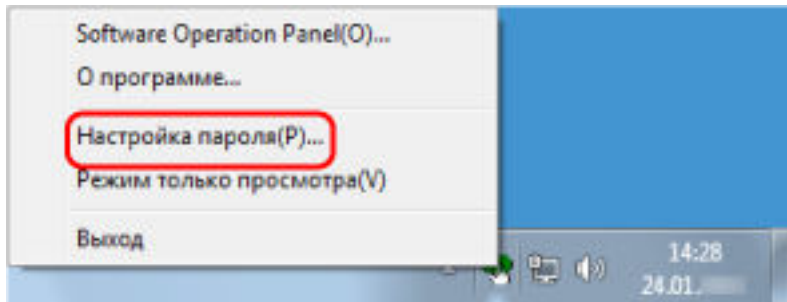 Software Operation Panel(O)...
О программе...
Настройка пароля(P)...
Режим только просмотра(V)
Выход
14:28
24.01.